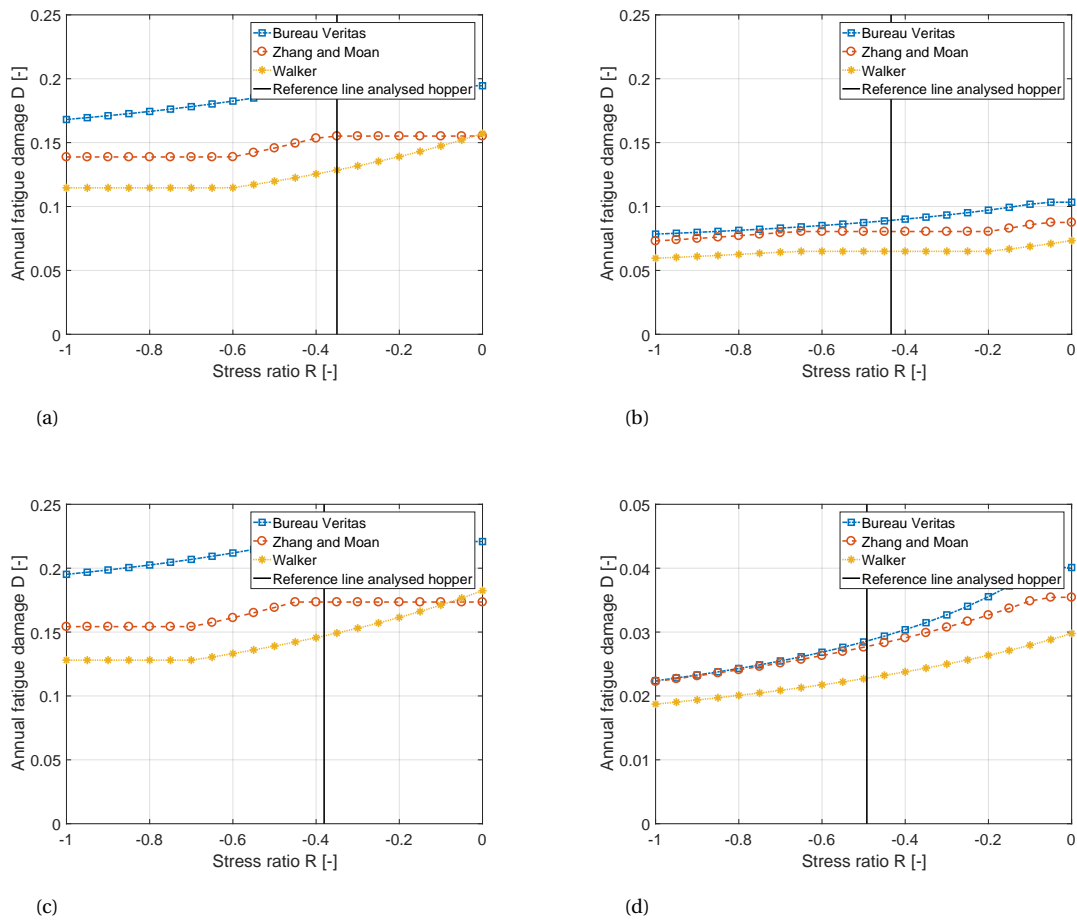 0.25
0.2
0.15
0.1
0.05
0
Annual fatigue damage D [-]
-1 -0.8 -0.6 -0.4 -0.2 0
Stress ratio R [-]
Bureau Veritas
Zhang and Moan
Walker
Reference line analysed hopper
(a)
0.25
0.2
0.15
0.1
0.05
0
Annual fatigue damage D [-]
-1 -0.8 -0.6 -0.4 -0.2 0
Stress ratio R [-]
Bureau Veritas
Zhang and Moan
Walker
Reference line analysed hopper
(b)
0.25
0.2
0.15
0.1
0.05
0
Annual fatigue damage D [-]
-1 -0.8 -0.6 -0.4 -0.2 0
Stress ratio R [-]
Bureau Veritas
Zhang and Moan
Walker
Reference line analysed hopper
(c)
0.05
0.04
0.03
0.02
0.01
0
Annual fatigue damage D [-]
-1 -0.8 -0.6 -0.4 -0.2 0
Stress ratio R [-]
Bureau Veritas
Zhang and Moan
Walker
Reference line analysed hopper
(d)